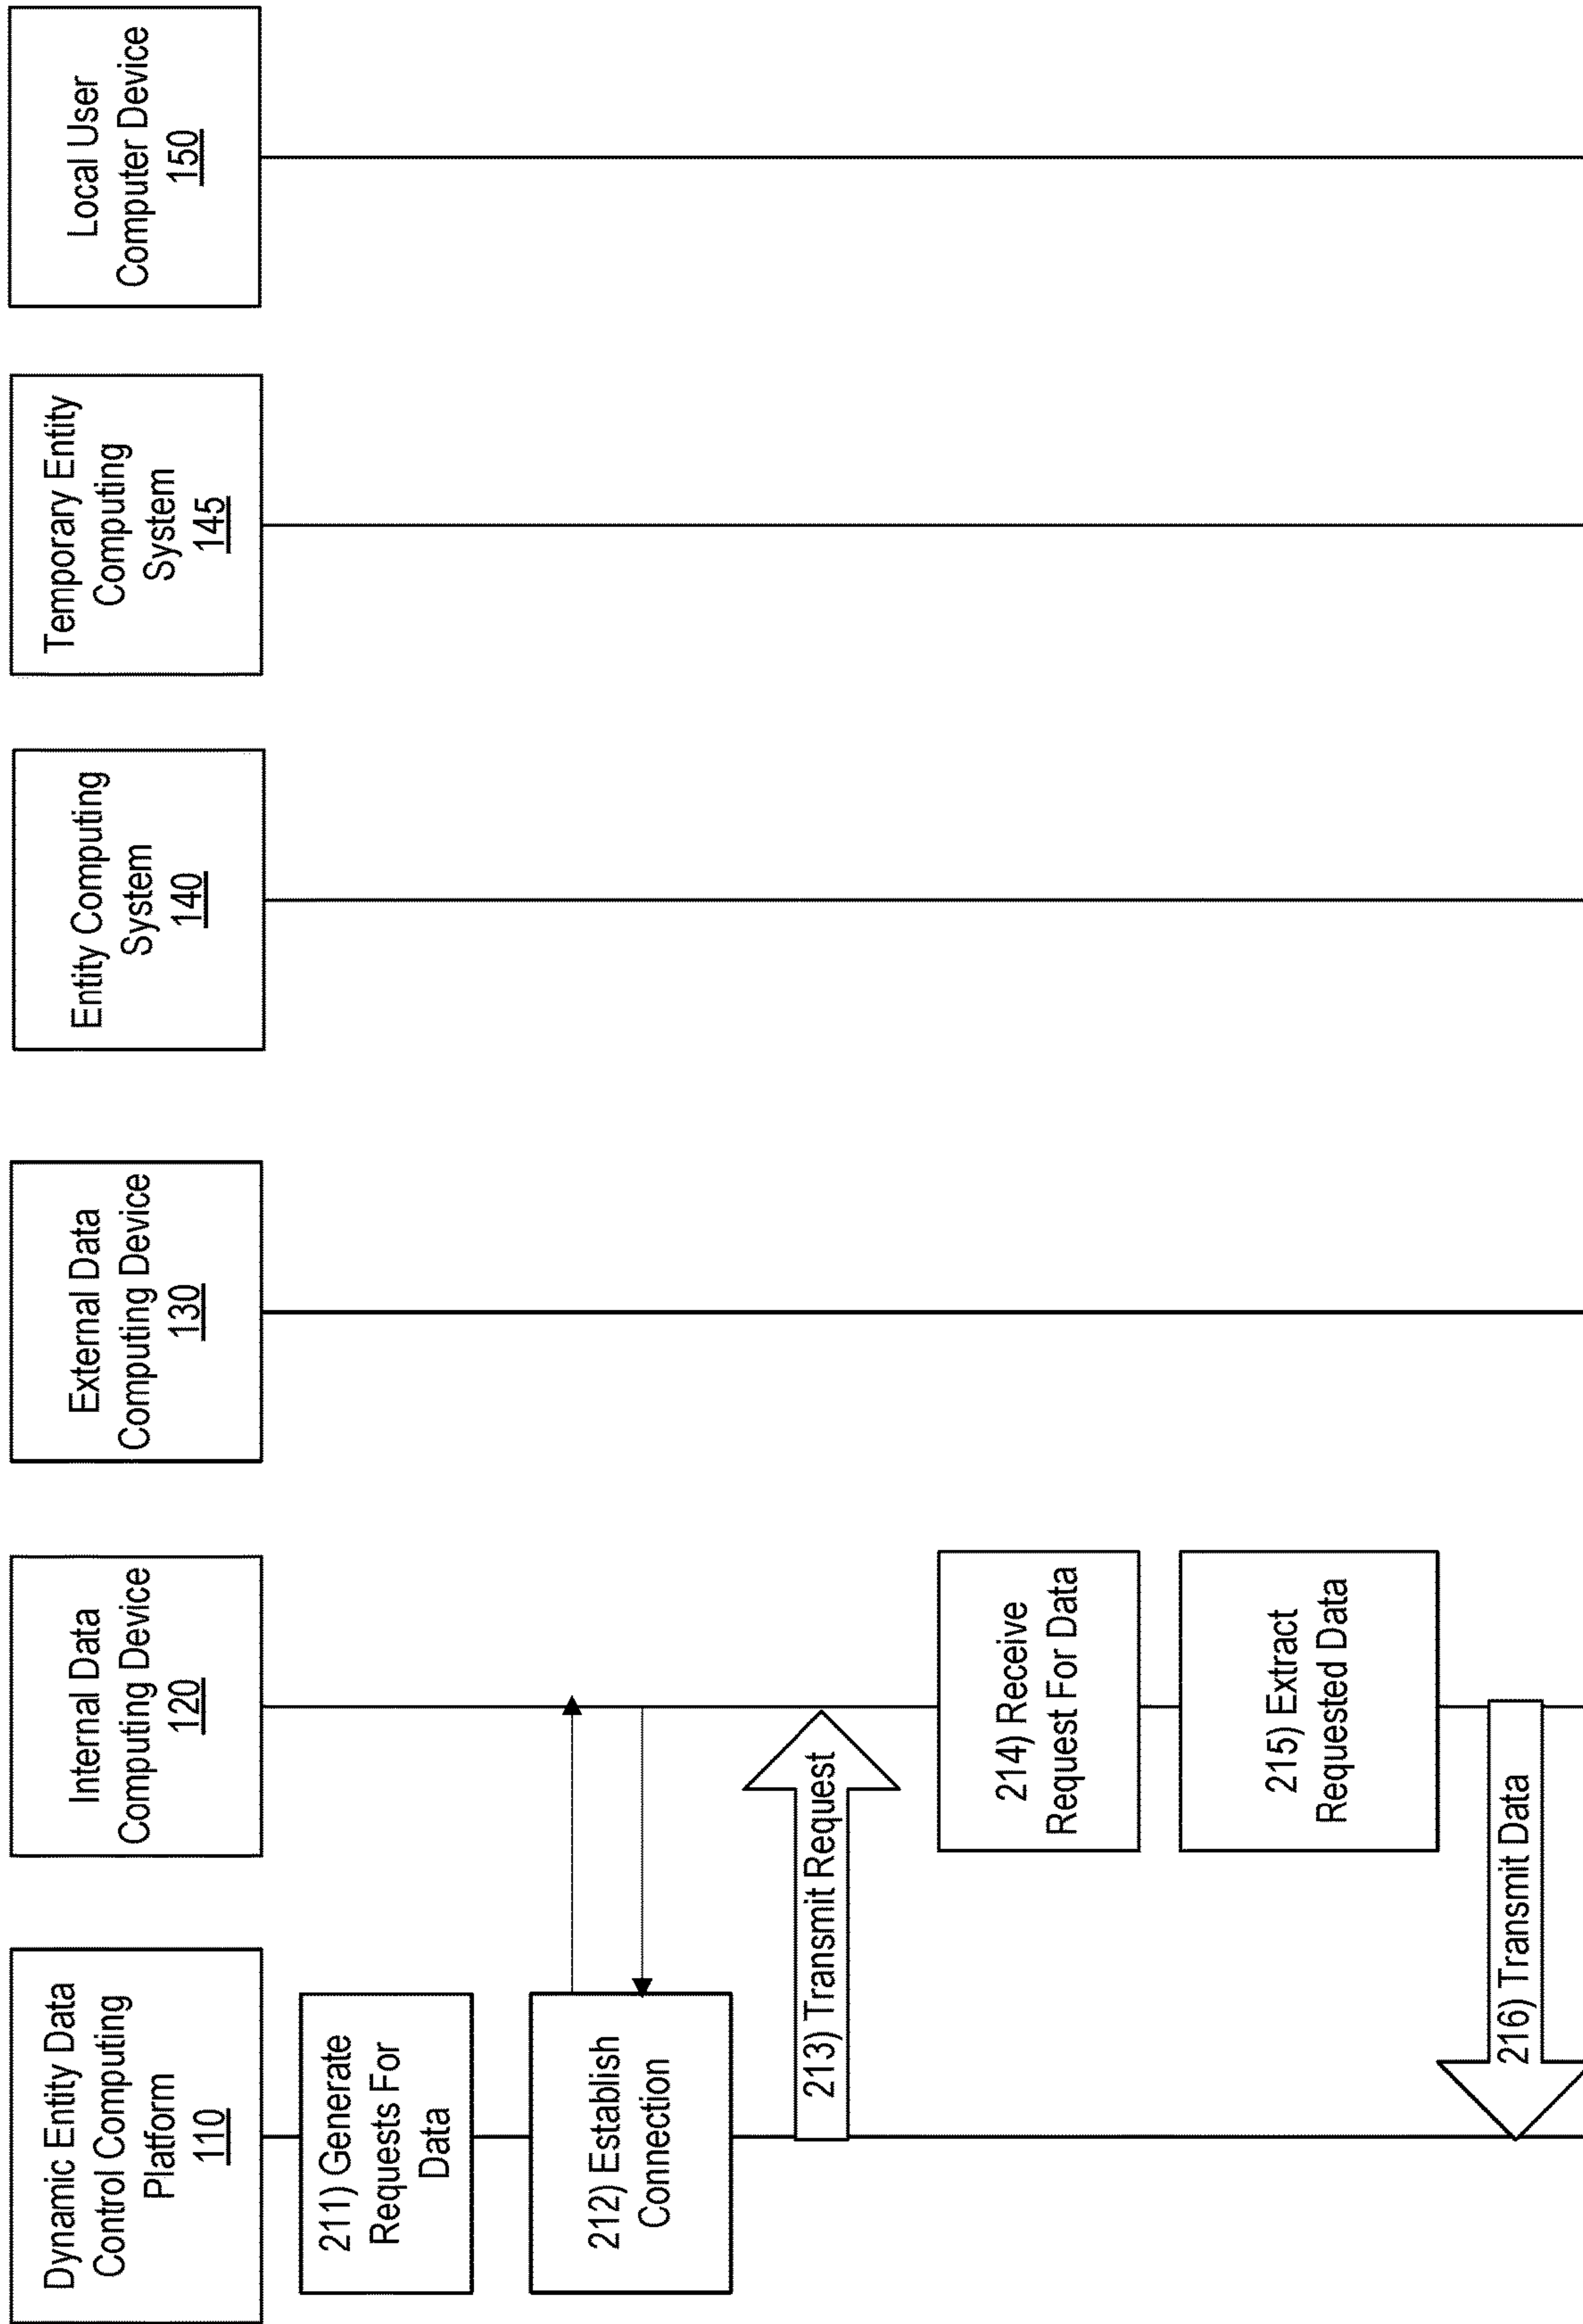 Dynamic Entity Data
Control Computing
Platform
110
Internal Data
Computing Device
120
External Data
Computing Device
130
Entity Computing
System
140
Temporary Entity
Computing
System
145
Local User
Computer Device
150
211) Generate
Requests For
Data
212) Establish
Connection
213) Transmit Request
214) Receive
Request For Data
215) Extract
Requested Data
216) Transmit Data